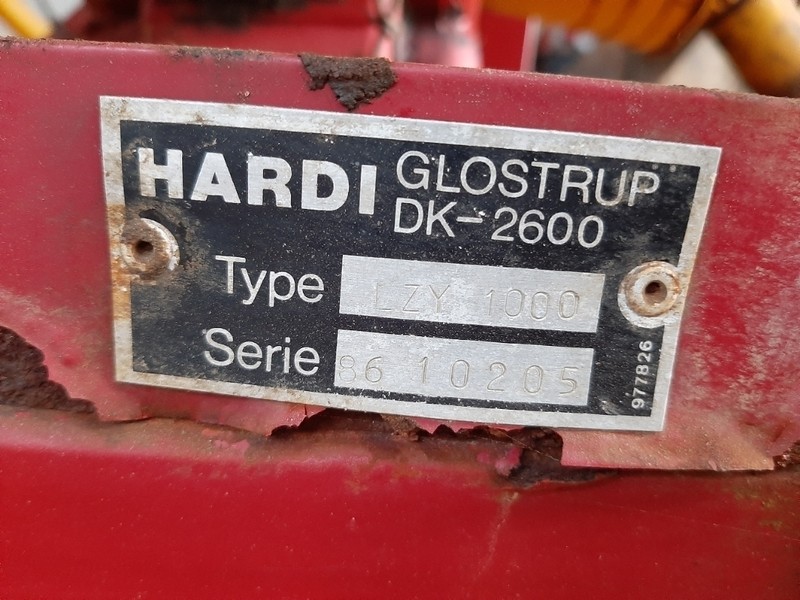 HARDI GLOSTRUP
DK-2600
Type LZY 1000
Serie 86 10205
977826